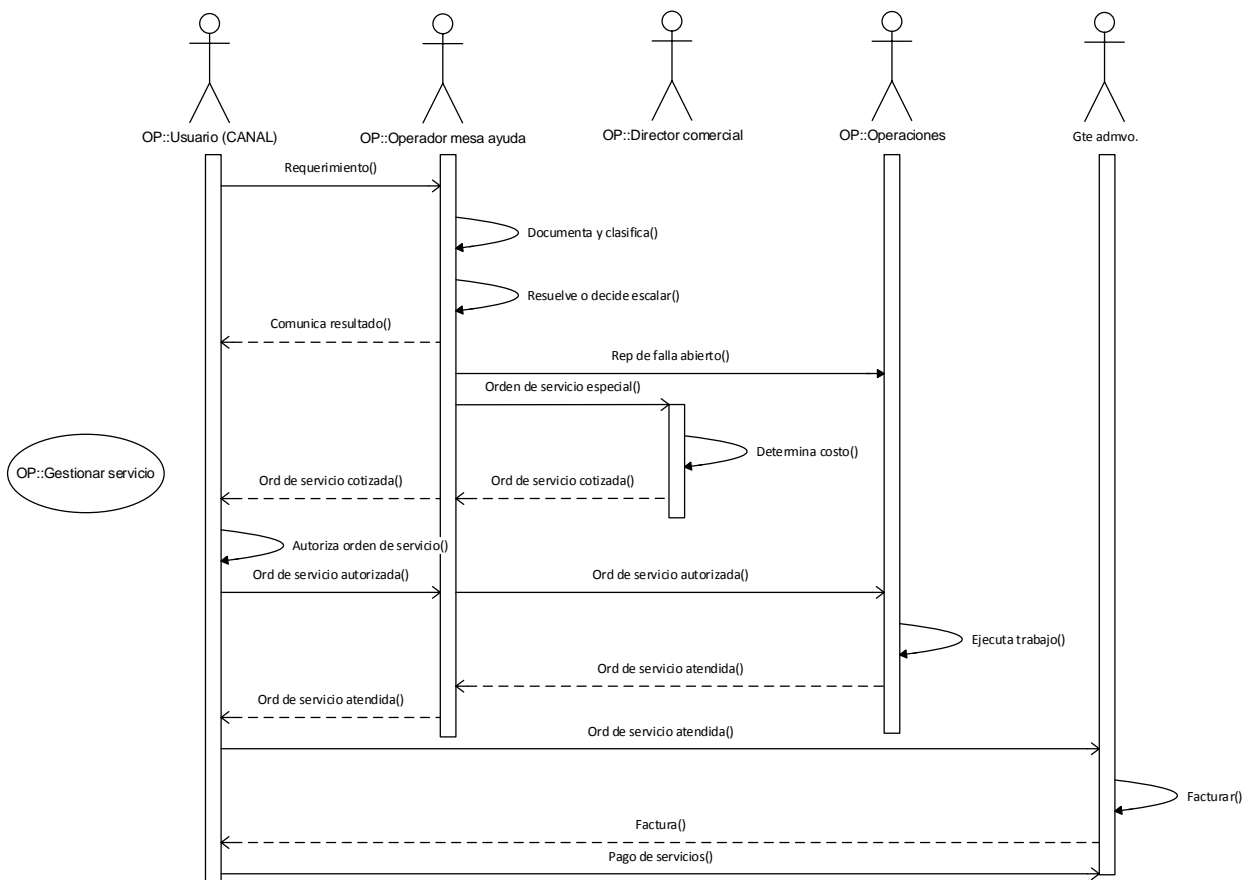 OP::Usuario (CANAL)
OP::Operador mesa ayuda
OP::Director comercial
OP::Operaciones
Gte admvo.
Requerimiento()
Documenta y clasifica()
Resuelve o decide escalar()
Comunica resultado()
Rep de falla abierto()
Orden de servicio especial()
Determina costo()
OP::Gestionar servicio
Ord de servicio cotizada()
Ord de servicio cotizada()
Autoriza orden de servicio()
Ord de servicio autorizada()
Ord de servicio autorizada()
Ejecuta trabajo()
Ord de servicio atendida()
Ord de servicio atendida()
Ord de servicio atendida()
Facturar()
Factura()
Pago de servicios()